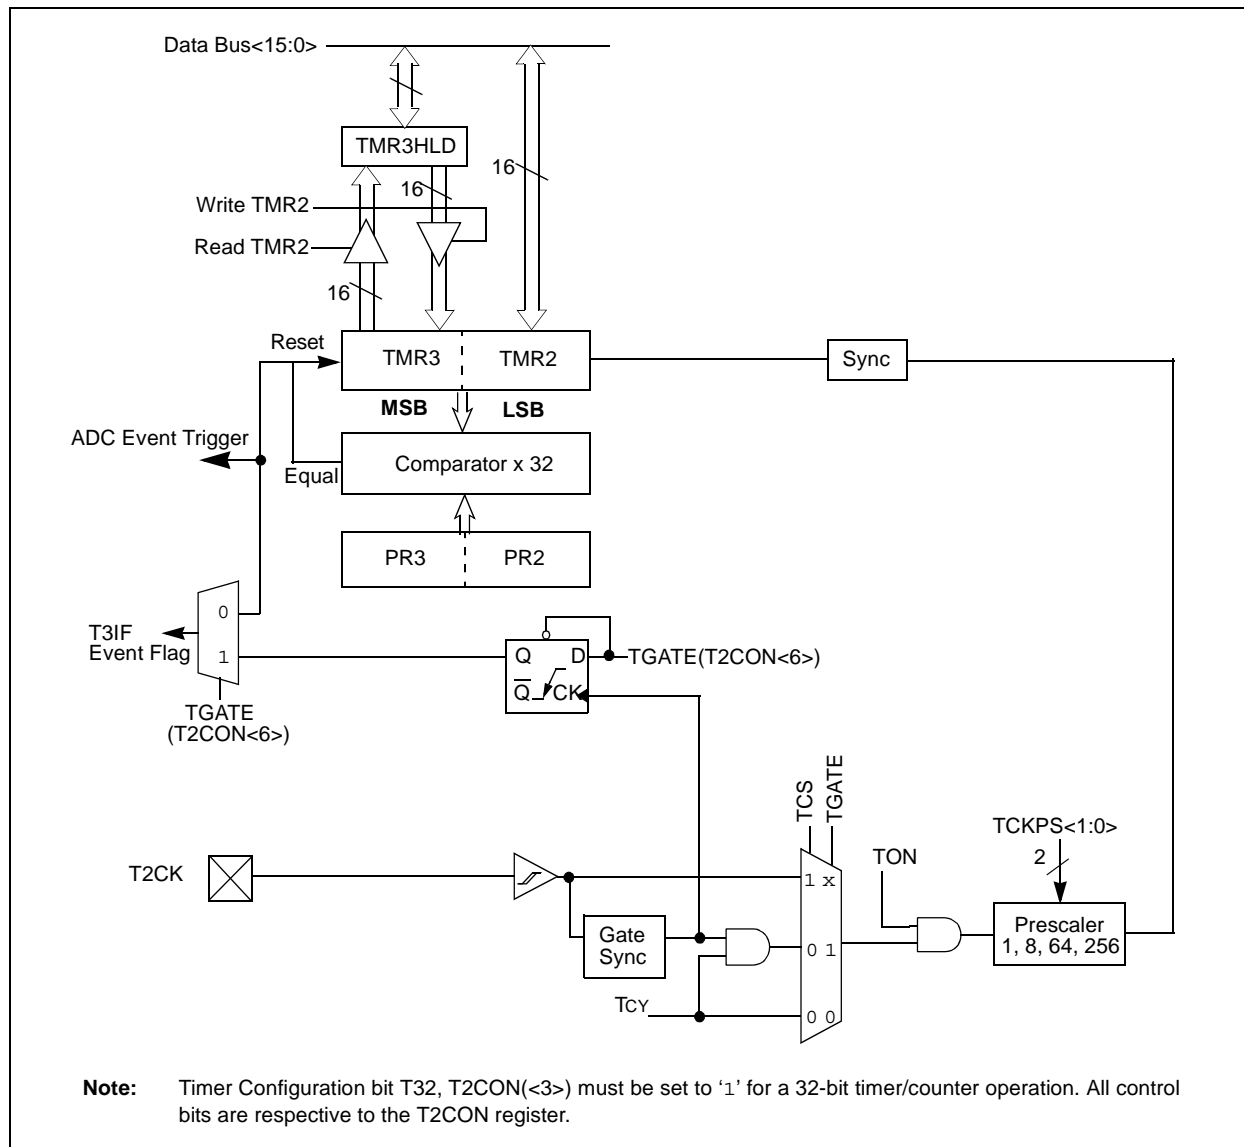 Data Bus<15:0>
TMR3HLD
16
16
Write TMR2
Read TMR2
16
Reset
TMR3
TMR2
Sync
MSB
LSB
ADC Event Trigger
Equal
Comparator x 32
PR3
PR2
0
T3IF
Event Flag
1
Q
D
TGATE(T2CON<6>)
Q
CK
TGATE
(T2CON<6>)
TCS
TGATE
TCKPS<1:0>
2
TON
T2CK
1 x
Prescaler
1, 8, 64, 256
Gate
Sync
0 1
TCY
0 0
Note: Timer Configuration bit T32, T2CON(<3>) must be set to ‘1’ for a 32-bit timer/counter operation. All control
bits are respective to the T2CON register.